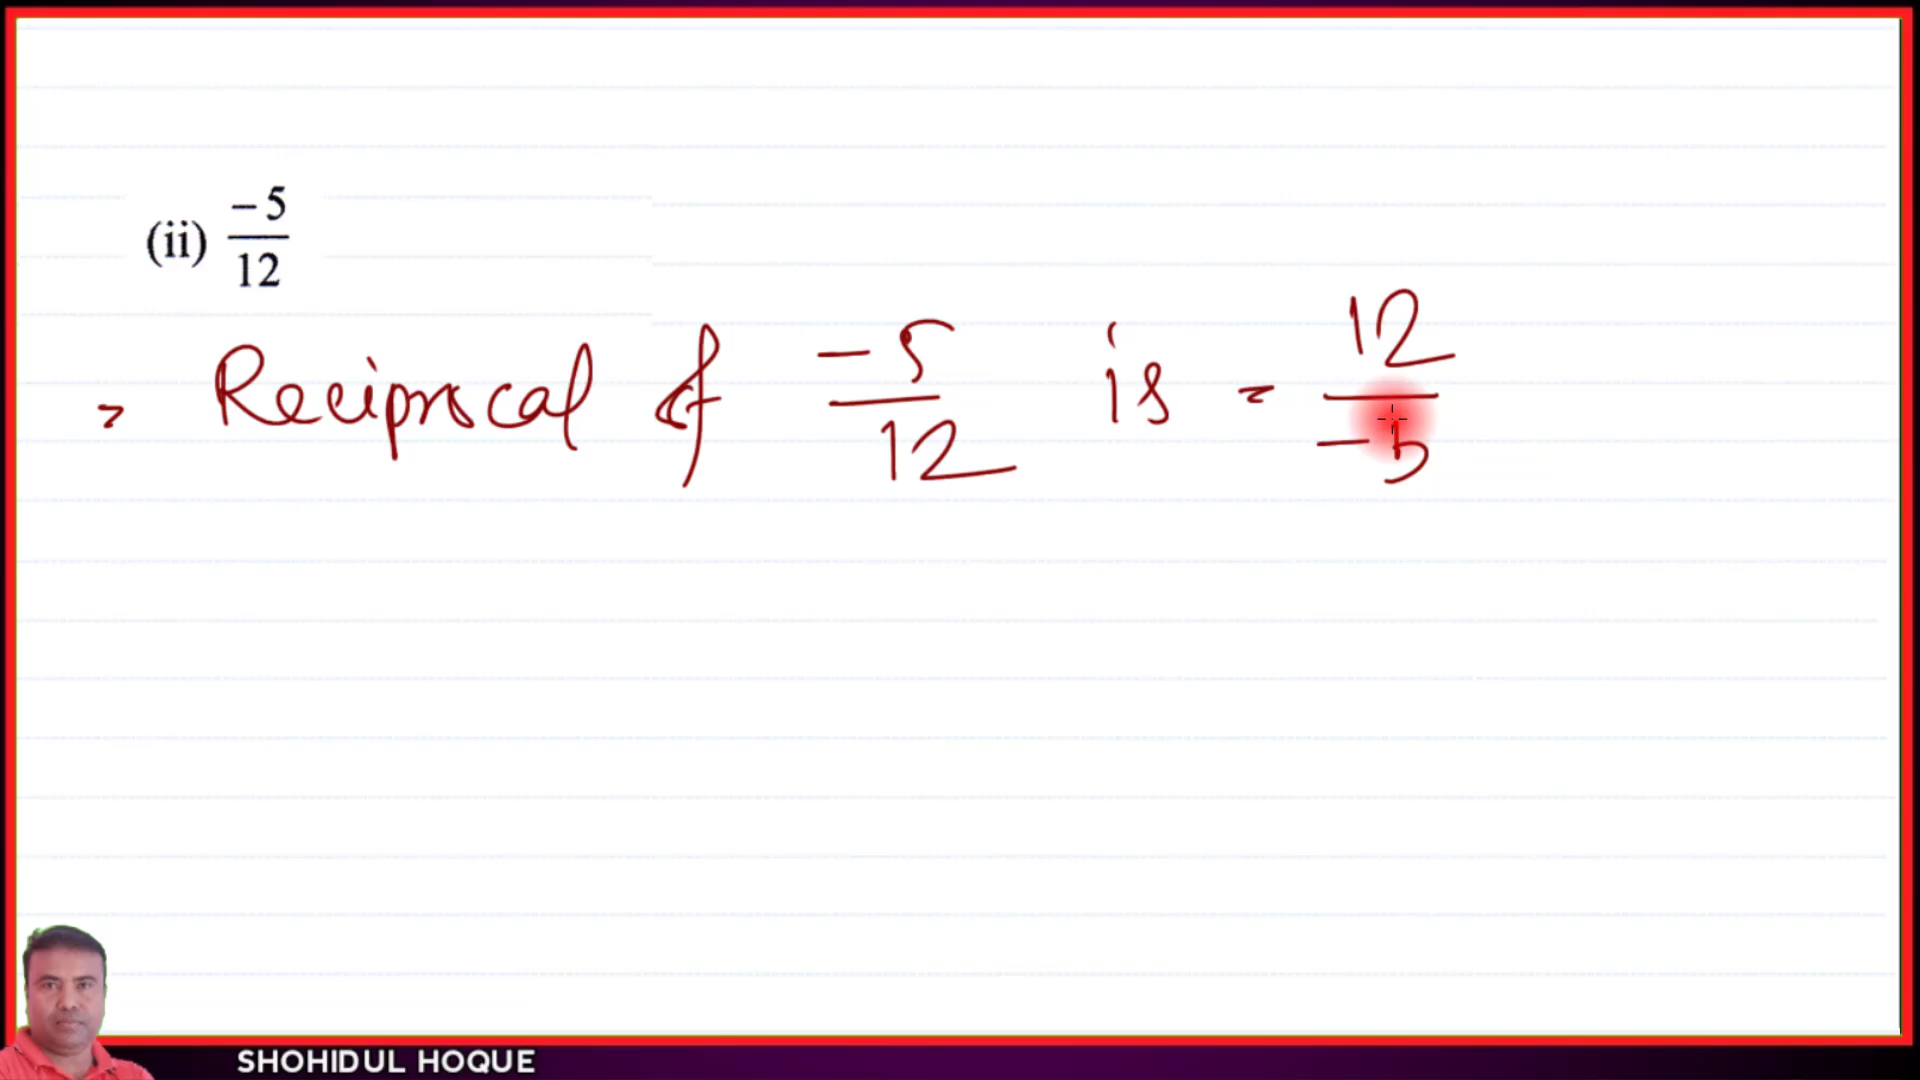 (ii) -5/12
= Reciprocal of -5/12 is = 12/-5
SHOHIDUL HOQUE